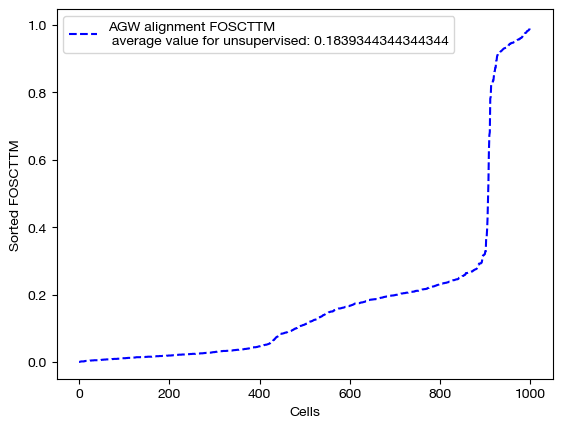 AGW alignment FOSCTTM
average value for unsupervised: 0.1839344344344344
1.0
0.8
0.6
0.4
0.2
0.0
Sorted FOSCTTM
0 200 400 600 800 1000
Cells